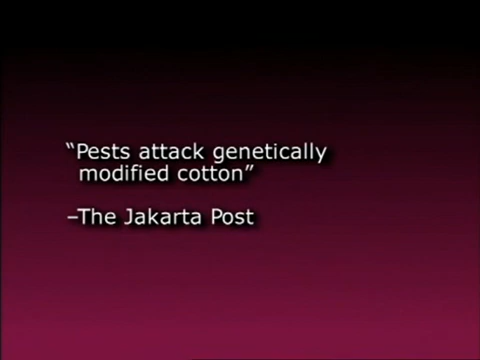 “Pests attack genetically
modified cotton”
–The Jakarta Post